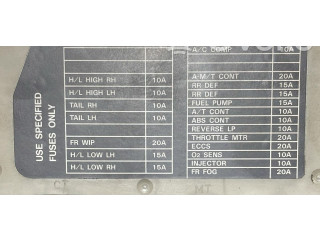 USE SPECIFIED
FUSES ONLY
H/L HIGH RH 10A
H/L HIGH LH 10A
TAIL RH 10A
TAIL LH 10A
FR WIP 20A
H/L LOW LH 15A
H/L LOW RH 15A
A/C COMP 10A
A/M/T CONT 20A
RR DEF 15A
RR DEF 15A
FUEL PUMP 15A
A/T CONT 10A
ABS CONT 10A
REVERSE LP 10A
THROTTLE MTR 20A
ECCS 20A
O2 SENS 10A
INJECTOR 10A
FR FOG 20A
MT